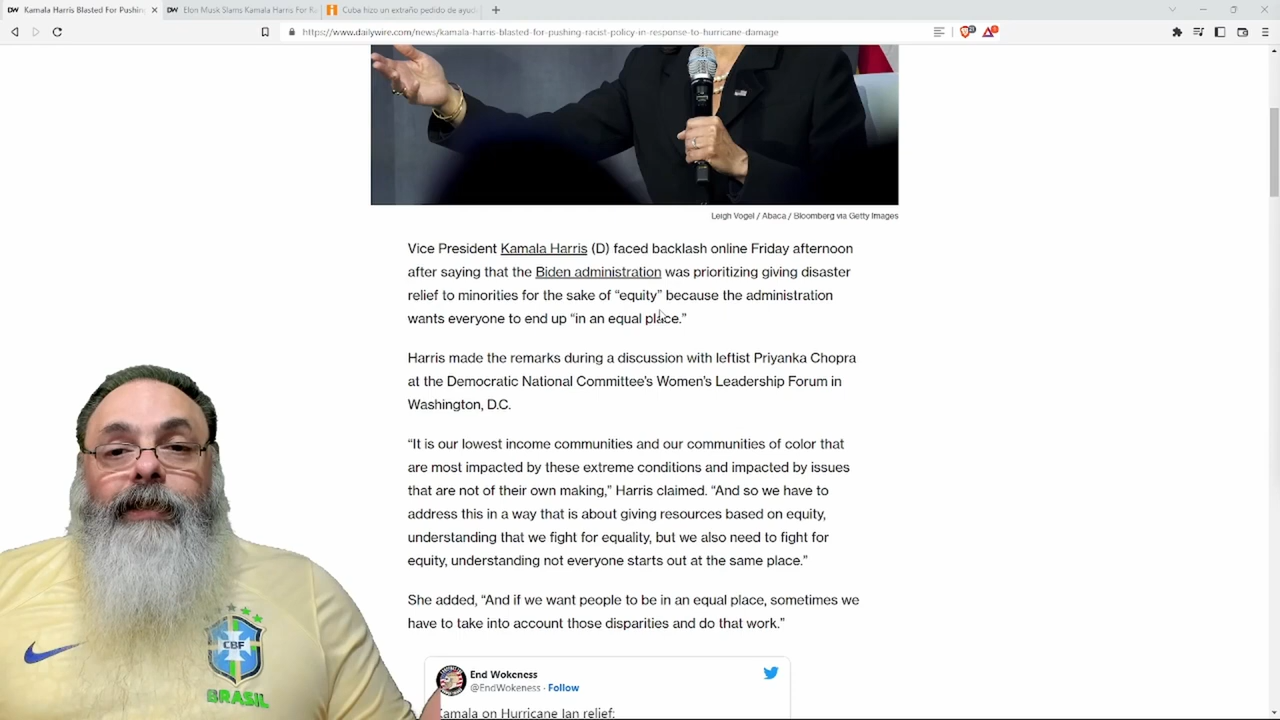 Kamala Harris Blasted For Pushing
Elon Musk Slams Kamala Harris For R
Cuba hizo un extraño pedido de ayud
https://www.dailywire.com/news/kamala-harris-blasted-for-pushing-racist-policy-in-response-to-hurricane-damage
Leigh Vogel / Abaca / Bloomberg via Getty Images
Vice President Kamala Harris (D) faced backlash online Friday afternoon
after saying that the Biden administration was prioritizing giving disaster
relief to minorities for the sake of “equity” because the administration
wants everyone to end up “in an equal place.”
Harris made the remarks during a discussion with leftist Priyanka Chopra
at the Democratic National Committee’s Women’s Leadership Forum in
Washington, D.C.
“It is our lowest income communities and our communities of color that
are most impacted by these extreme conditions and impacted by issues
that are not of their own making,” Harris claimed. “And so we have to
address this in a way that is about giving resources based on equity,
understanding that we fight for equality, but we also need to fight for
equity, understanding not everyone starts out at the same place.”
She added, “And if we want people to be in an equal place, sometimes we
have to take into account those disparities and do that work.”
End Wokeness
@EndWokeness · Follow
Kamala on Hurricane Ian relief:
CBF
BRASIL